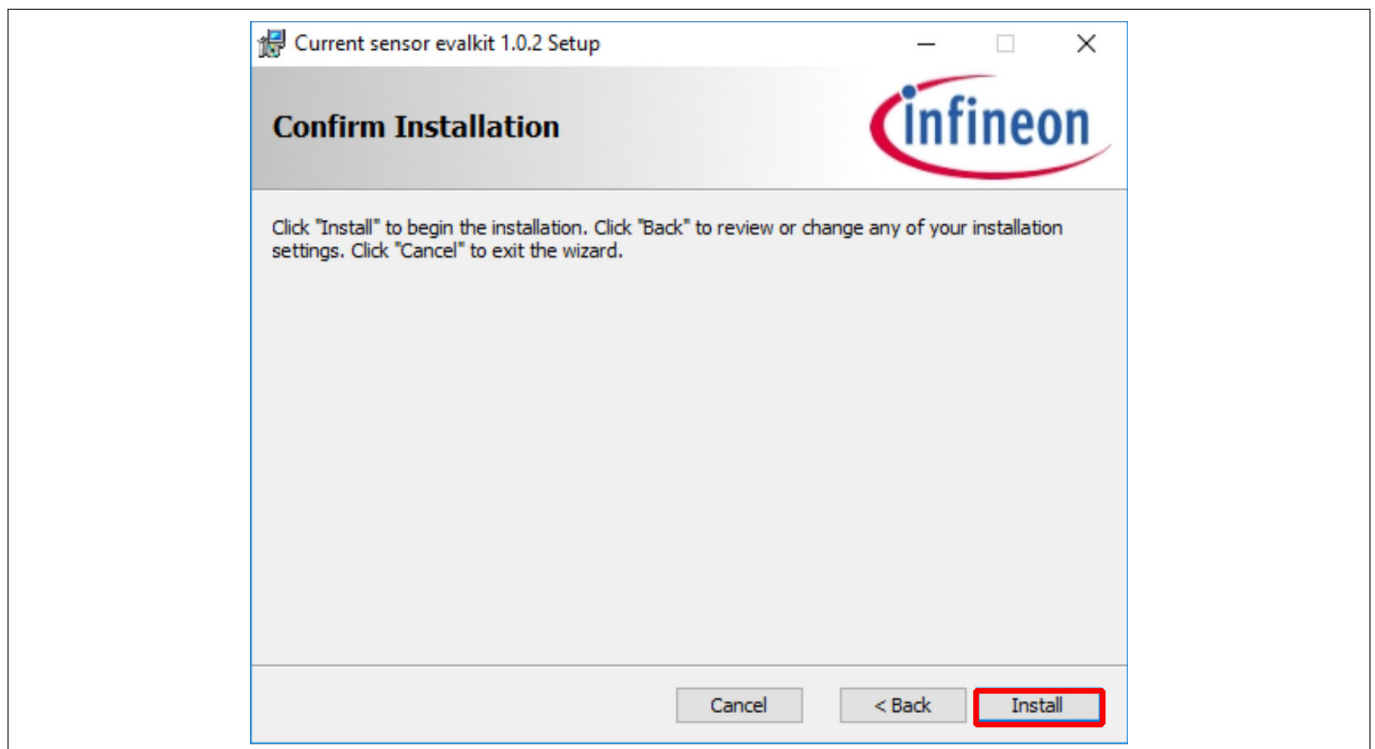 Current sensor evalkit 1.0.2 Setup
Confirm Installation
infineon
Click "Install" to begin the installation. Click "Back" to review or change any of your installation
settings. Click "Cancel" to exit the wizard.
Cancel
< Back
Install